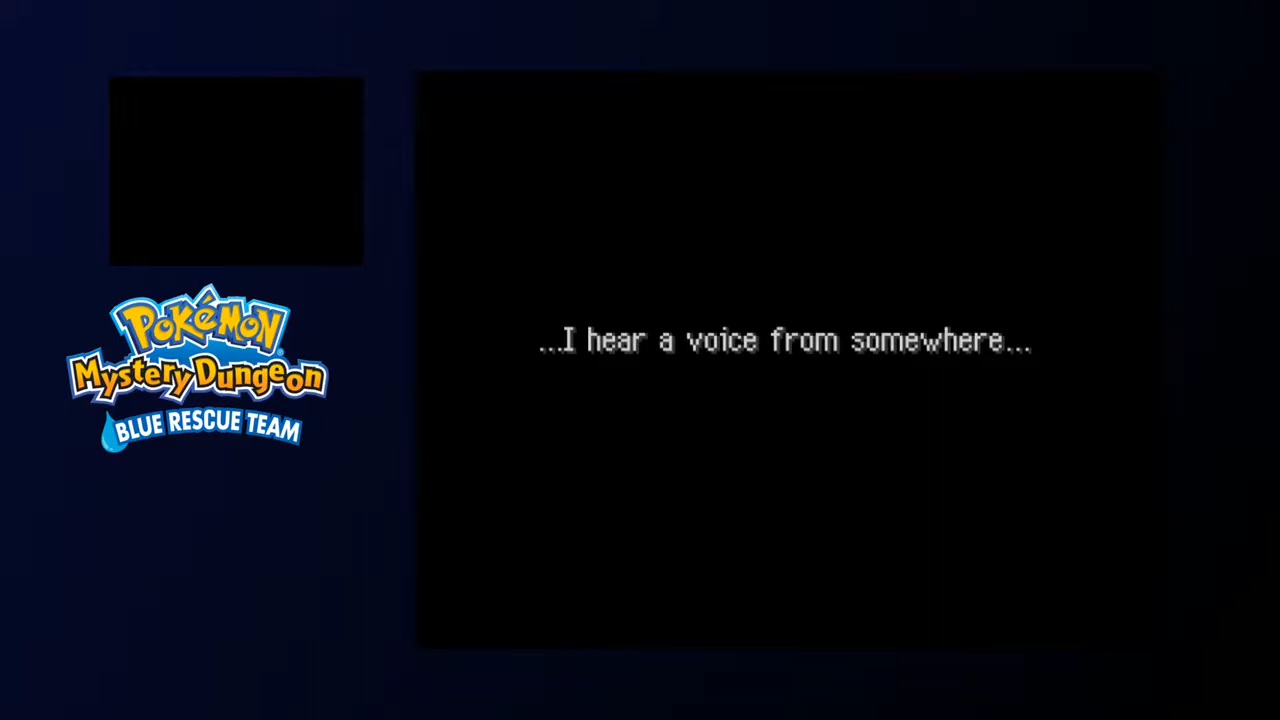 POKéMON
Mystery Dungeon
BLUE RESCUE TEAM
...I hear a voice from somewhere...